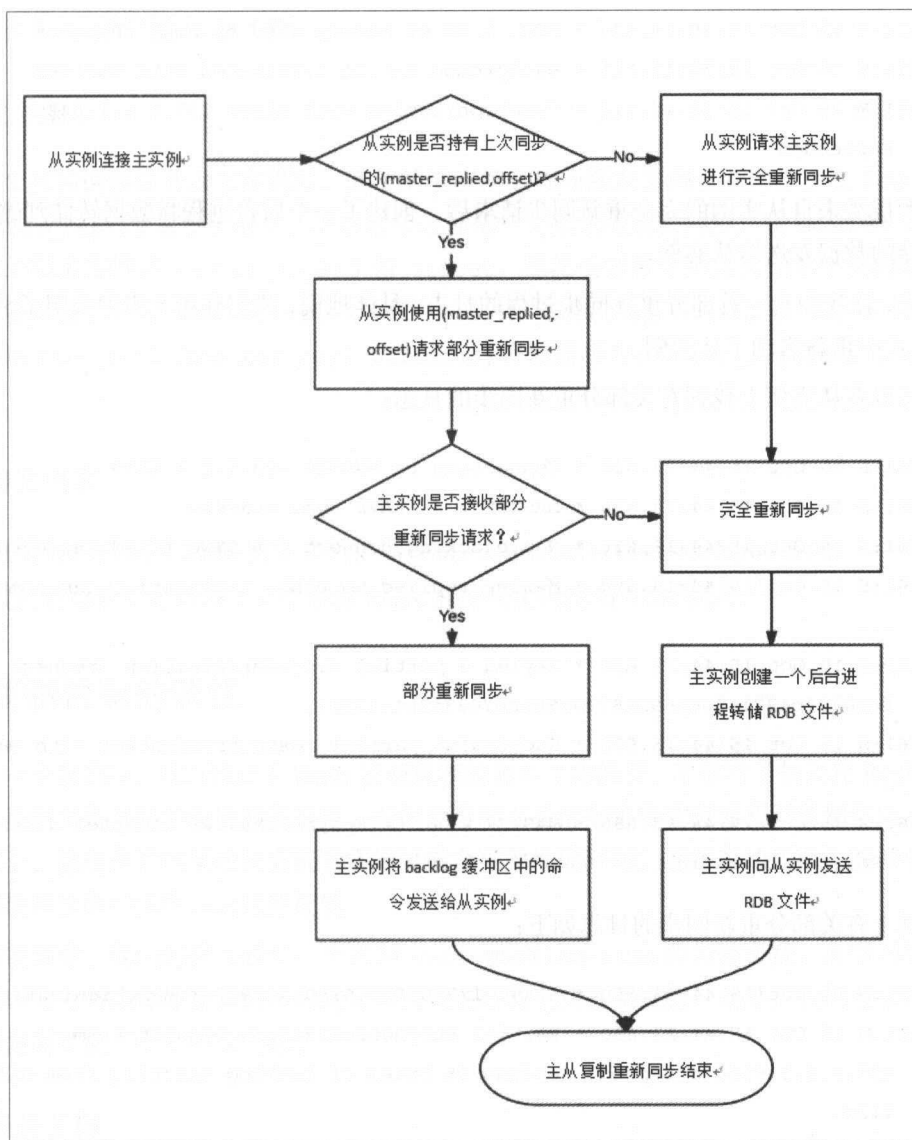 从实例连接主实例
从实例是否持有上次同步
的(master_replied,offset)?
No
从实例请求主实例
进行完全重新同步
Yes
从实例使用(master_replied,
offset)请求部分重新同步
主实例是否接收部分
重新同步请求？
No
完全重新同步
Yes
部分重新同步
主实例创建一个后台进
程转储 RDB 文件
主实例将 backlog 缓冲区中的命
令发送给从实例
主实例向从实例发送
RDB 文件
主从复制重新同步结束